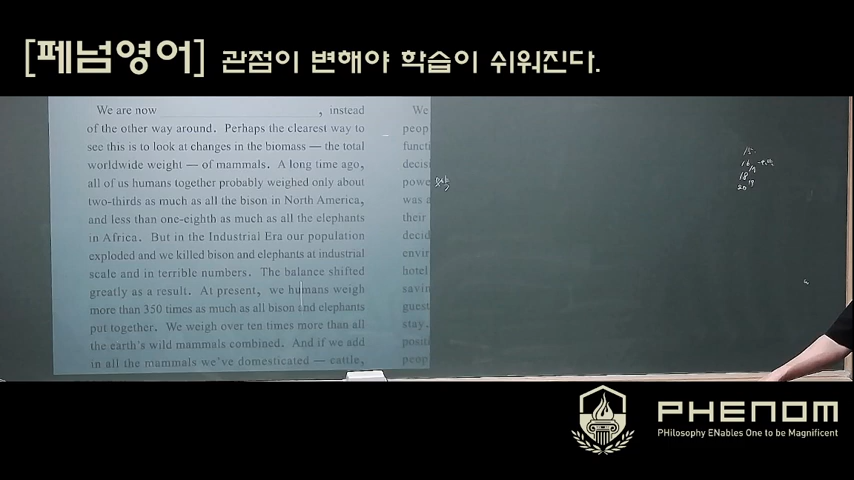 [페넘영어] 관점이 변해야 학습이 쉬워진다.
We are now ____________________, instead
of the other way around. Perhaps the clearest way to
see this is to look at changes in the biomass — the total
worldwide weight — of mammals. A long time ago,
all of us humans together probably weighed only about
two-thirds as much as all the bison in North America,
and less than one-eighth as much as all the elephants
in Africa. But in the Industrial Era our population
exploded and we killed bison and elephants at industrial
scale and in terrible numbers. The balance shifted
greatly as a result. At present, we humans weigh
more than 350 times as much as all bison and elephants
put together. We weigh over ten times more than all
the earth's wild mammals combined. And if we add
in all the mammals we've domesticated — cattle,
We
peop
functi
decisi
powe
was a
their
decid
envir
hotel
savin
guest
stay.
positi
peop
15
16
19
18
20 19
PHENOM
PHilosophy ENables One to be Magnificent